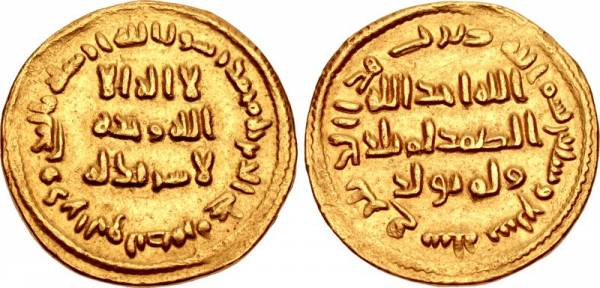 لا اله الا
الله وحده
لا شريك له
محمد رسول الله ارسله بالهدى ودين الحق ليظهره على الدين كله
الله احد الله
الصمد لم يلد
ولم يولد
بسم الله ضرب هذا الدينر في سنة